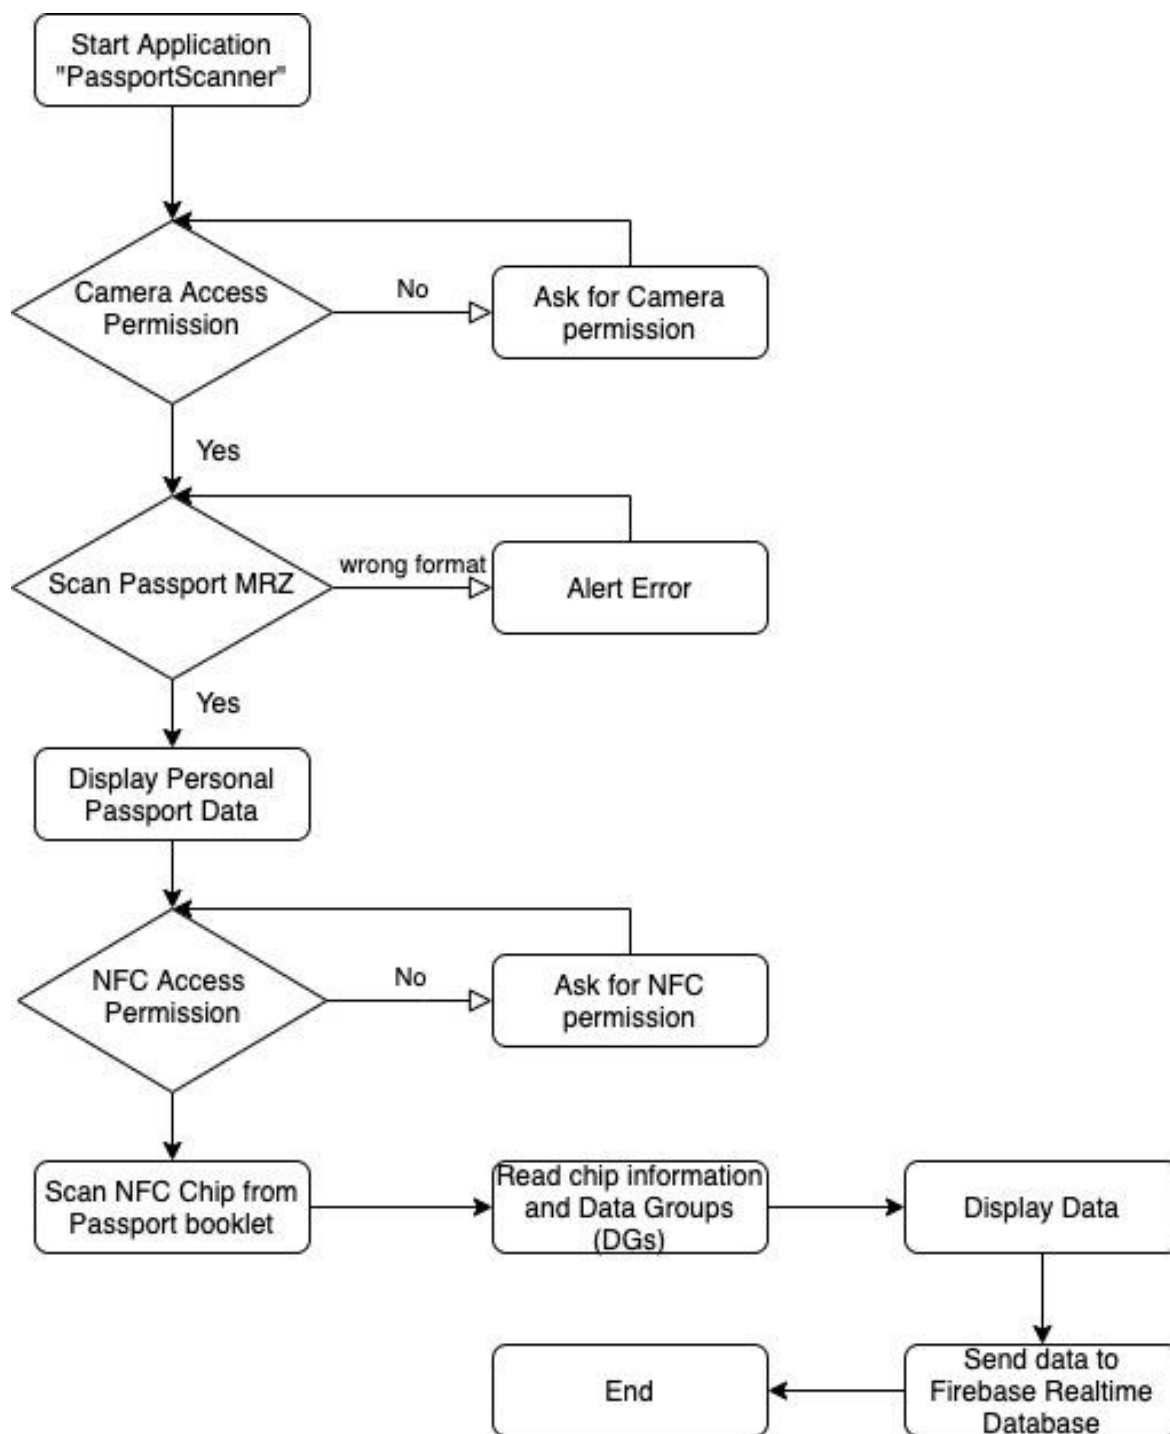 Start Application
"PassportScanner"
Camera Access
Permission
No
Ask for Camera
permission
Yes
Scan Passport MRZ
wrong format
Alert Error
Yes
Display Personal
Passport Data
NFC Access
Permission
No
Ask for NFC
permission
Scan NFC Chip from
Passport booklet
Read chip information
and Data Groups
(DGs)
Display Data
Send data to
Firebase Realtime
Database
End